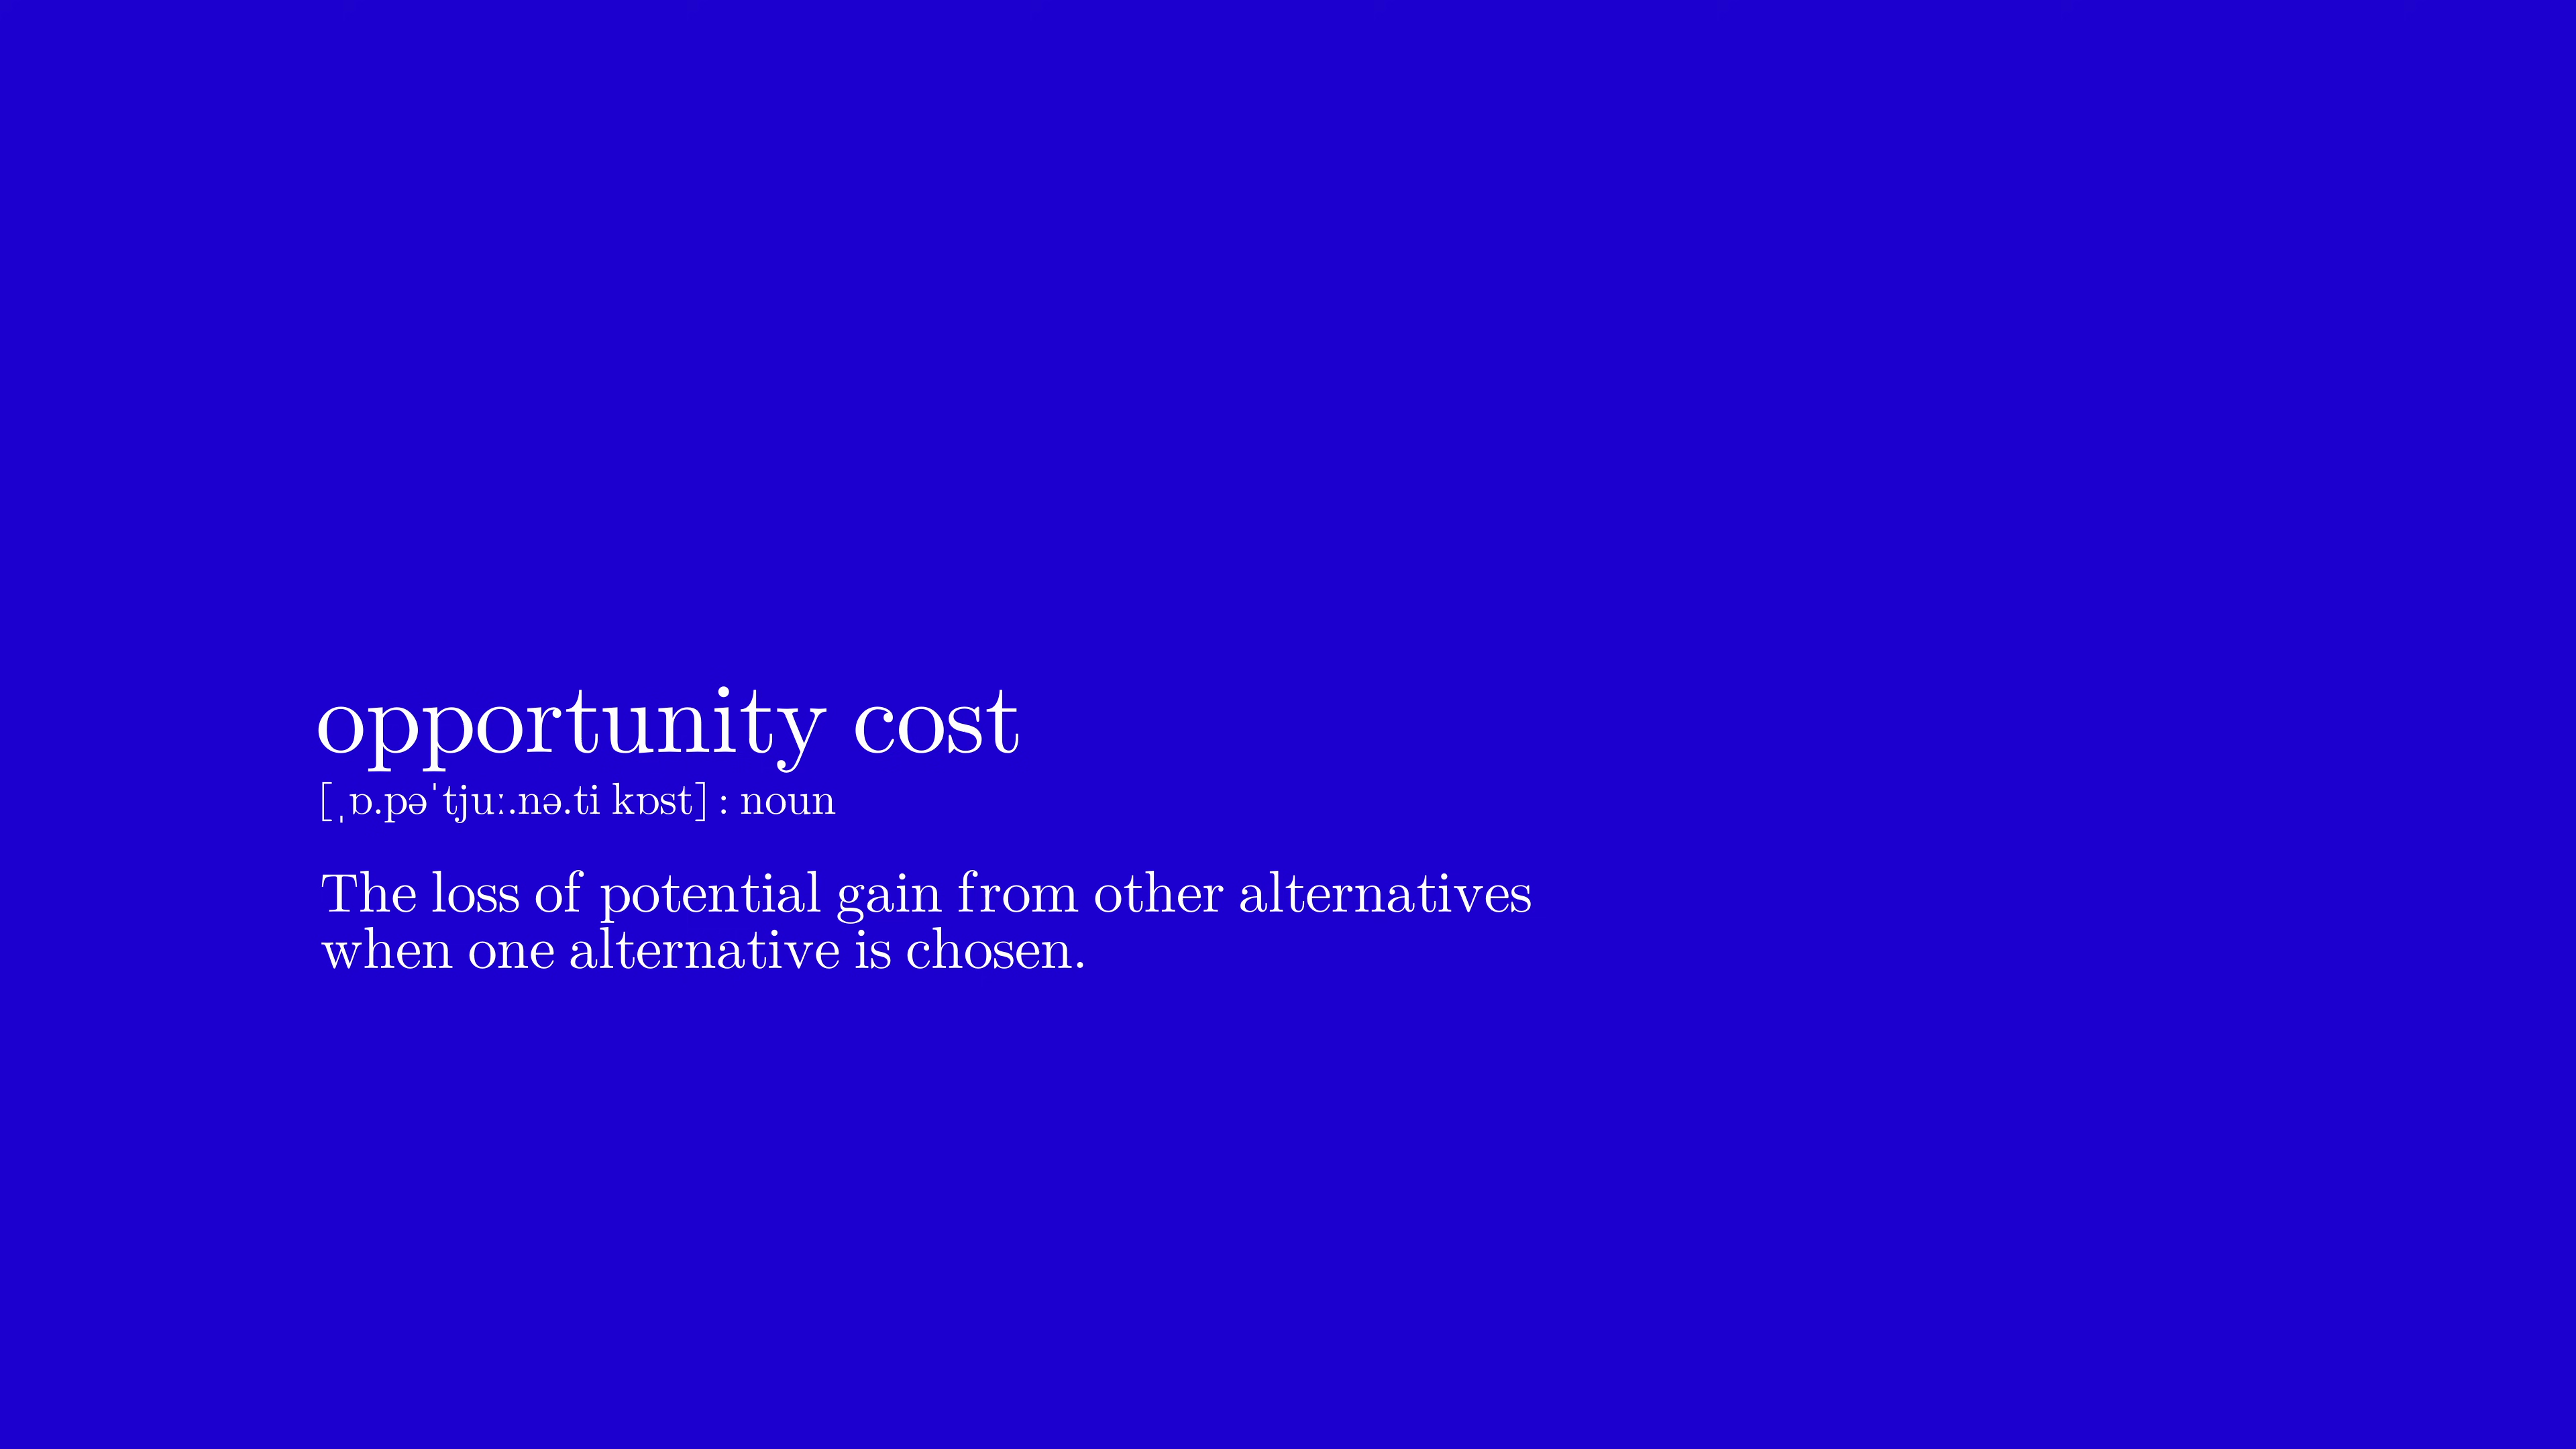 opportunity cost
[ˌɒ.pəˈtjuː.nə.ti kɒst] : noun
The loss of potential gain from other alternatives
when one alternative is chosen.